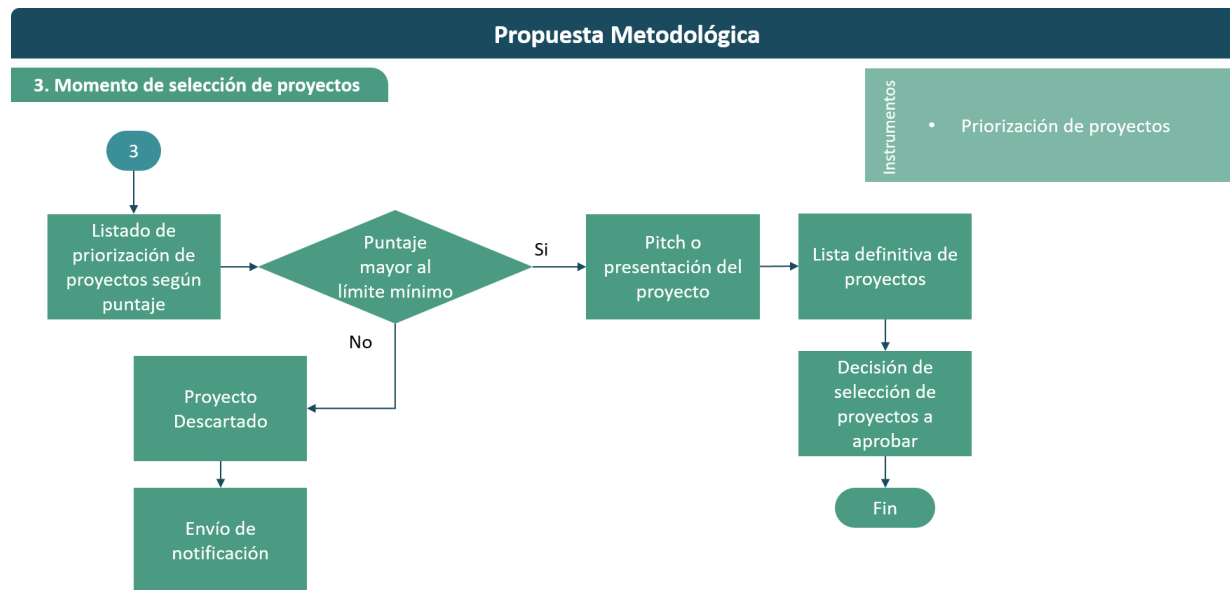 Propuesta Metodológica
3. Momento de selección de proyectos
Instrumentos
• Priorización de proyectos
3
Listado de
priorización de
proyectos según
puntaje
Puntaje
mayor al
límite mínimo
Si
Pitch o
presentación del
proyecto
Lista definitiva de
proyectos
No
Proyecto
Descartado
Decisión de
selección de
proyectos a
aprobar
Envío de
notificación
Fin